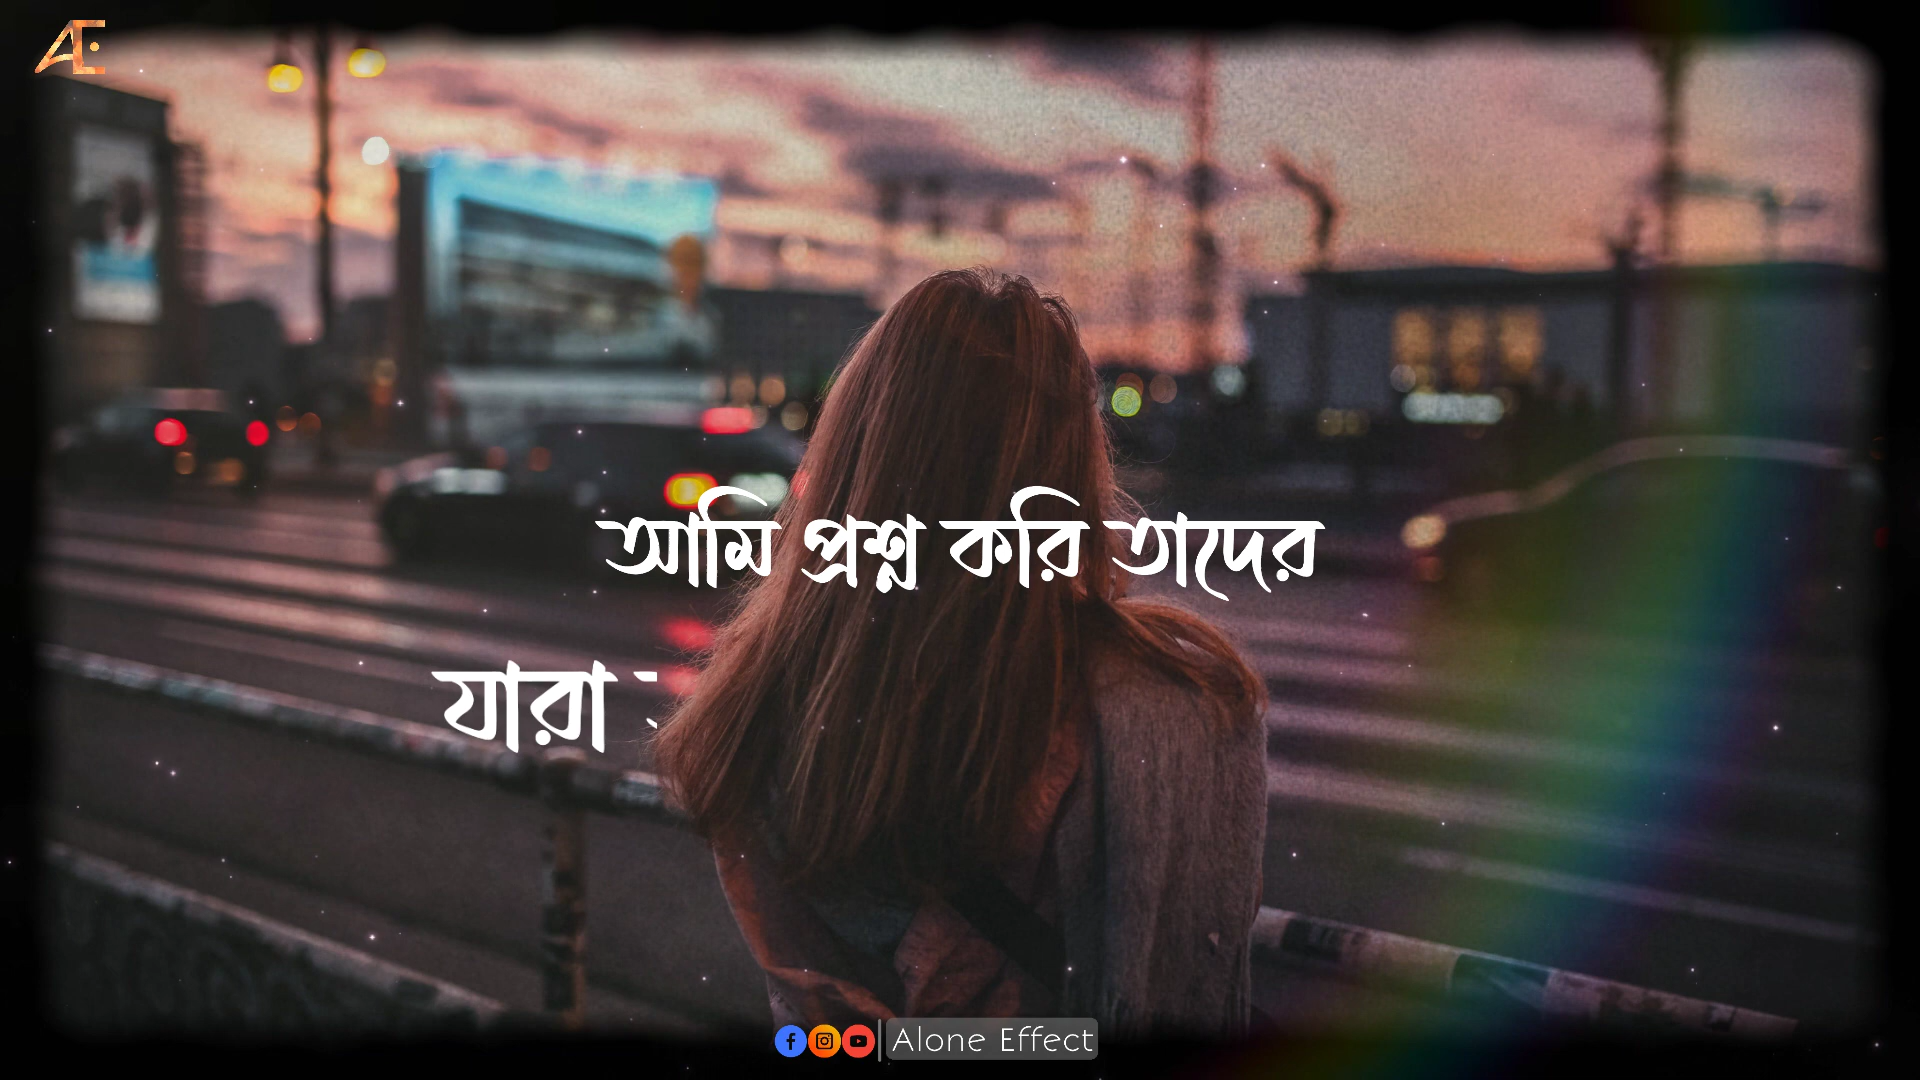 আমি প্রশ্ন করি তাদের
যারা
Alone Effect